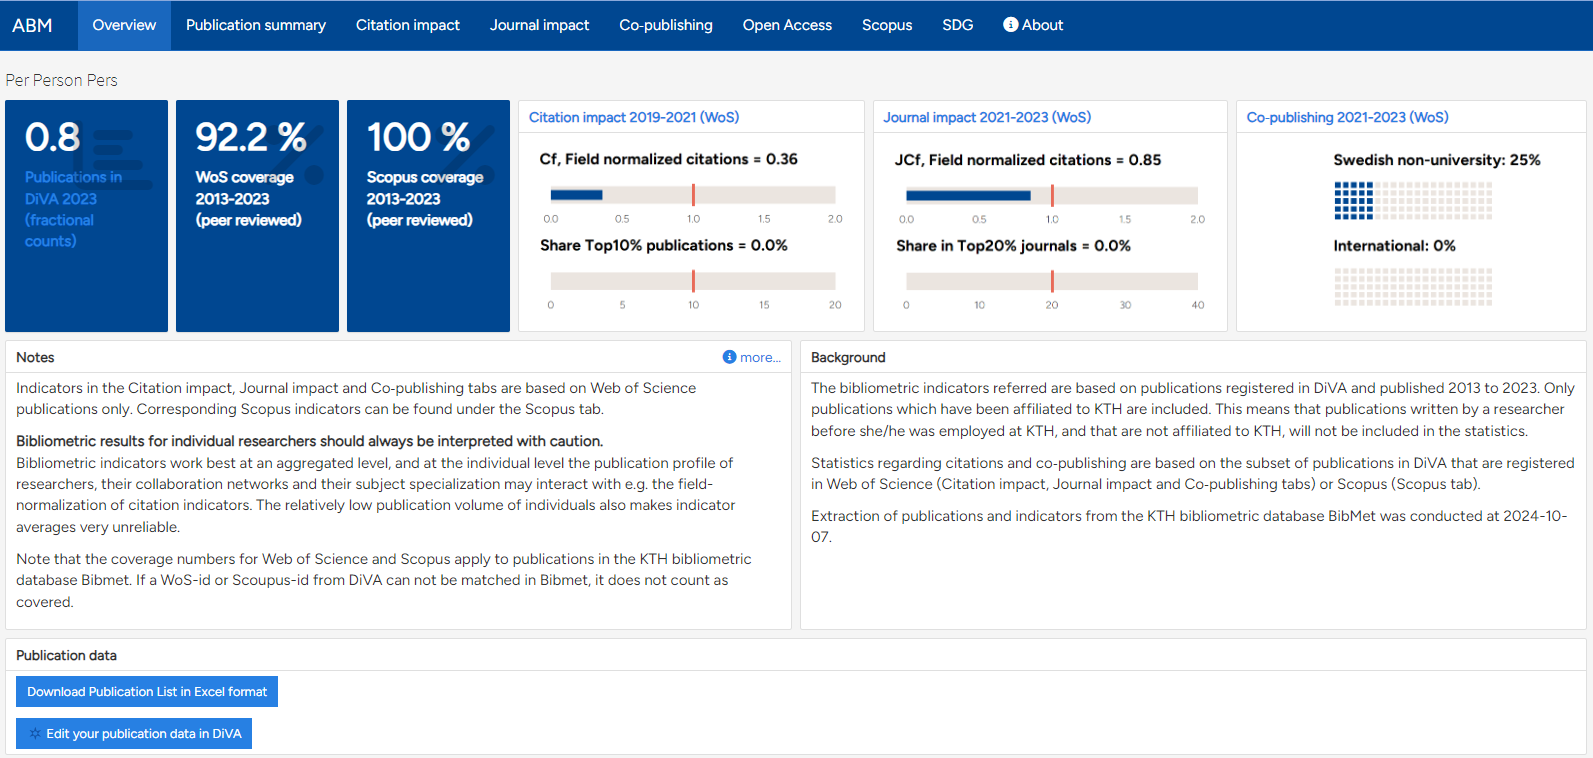 ABM Overview Publication summary Citation impact Journal impact Co-publishing Open Access Scopus SDG About
Per Person Pers
0.8
Publications in
DiVA 2023
(fractional
counts)
92.2 %
WoS coverage
2013-2023
(peer reviewed)
100 %
Scopus coverage
2013-2023
(peer reviewed)
Citation impact 2019-2021 (WoS)
Cf, Field normalized citations = 0.36
0.0 0.5 1.0 1.5 2.0
Share Top10% publications = 0.0%
0 5 10 15 20
Journal impact 2021-2023 (WoS)
JCf, Field normalized citations = 0.85
0.0 0.5 1.0 1.5 2.0
Share in Top20% journals = 0.0%
0 10 20 30 40
Co-publishing 2021-2023 (WoS)
Swedish non-university: 25%
International: 0%
Notes more...
Indicators in the Citation impact, Journal impact and Co-publishing tabs are based on Web of Science
publications only. Corresponding Scopus indicators can be found under the Scopus tab.
Bibliometric results for individual researchers should always be interpreted with caution.
Bibliometric indicators work best at an aggregated level, and at the individual level the publication profile of
researchers, their collaboration networks and their subject specialization may interact with e.g. the field-
normalization of citation indicators. The relatively low publication volume of individuals also makes indicator
averages very unreliable.
Note that the coverage numbers for Web of Science and Scopus apply to publications in the KTH bibliometric
database Bibmet. If a WoS-id or Scoupus-id from DiVA can not be matched in Bibmet, it does not count as
covered.
Background
The bibliometric indicators referred are based on publications registered in DiVA and published 2013 to 2023. Only
publications which have been affiliated to KTH are included. This means that publications written by a researcher
before she/he was employed at KTH, and that are not affiliated to KTH, will not be included in the statistics.
Statistics regarding citations and co-publishing are based on the subset of publications in DiVA that are registered
in Web of Science (Citation impact, Journal impact and Co-publishing tabs) or Scopus (Scopus tab).
Extraction of publications and indicators from the KTH bibliometric database BibMet was conducted at 2024-10-
07.
Publication data
Download Publication List in Excel format
Edit your publication data in DiVA